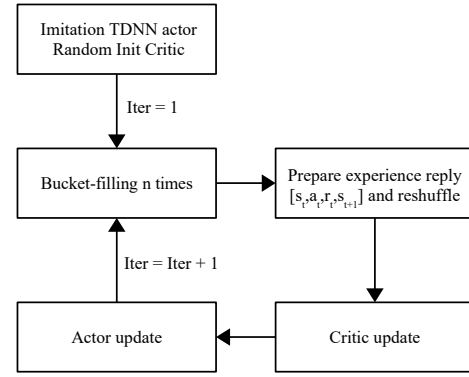 Imitation TDNN actor
Random Init Critic
Iter = 1
Bucket-filling n times
Prepare experience reply
[s_t,a_t,r_t,s_{t+1}] and reshuffle
Iter = Iter + 1
Actor update
Critic update